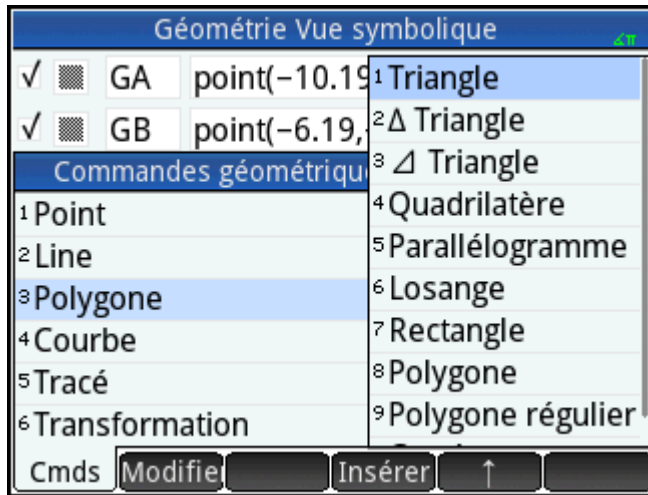 Géométrie Vue symbolique
∡π
√ GA point(-10.19
√ GB point(-6.19,
Commandes géométriqu
1 Point
2 Line
3 Polygone
4 Courbe
5 Tracé
6 Transformation
1 Triangle
2 Δ Triangle
3 ⊿ Triangle
4 Quadrilatère
5 Parallélogramme
6 Losange
7 Rectangle
8 Polygone
9 Polygone régulier
Cmds Modifie Insérer ↑